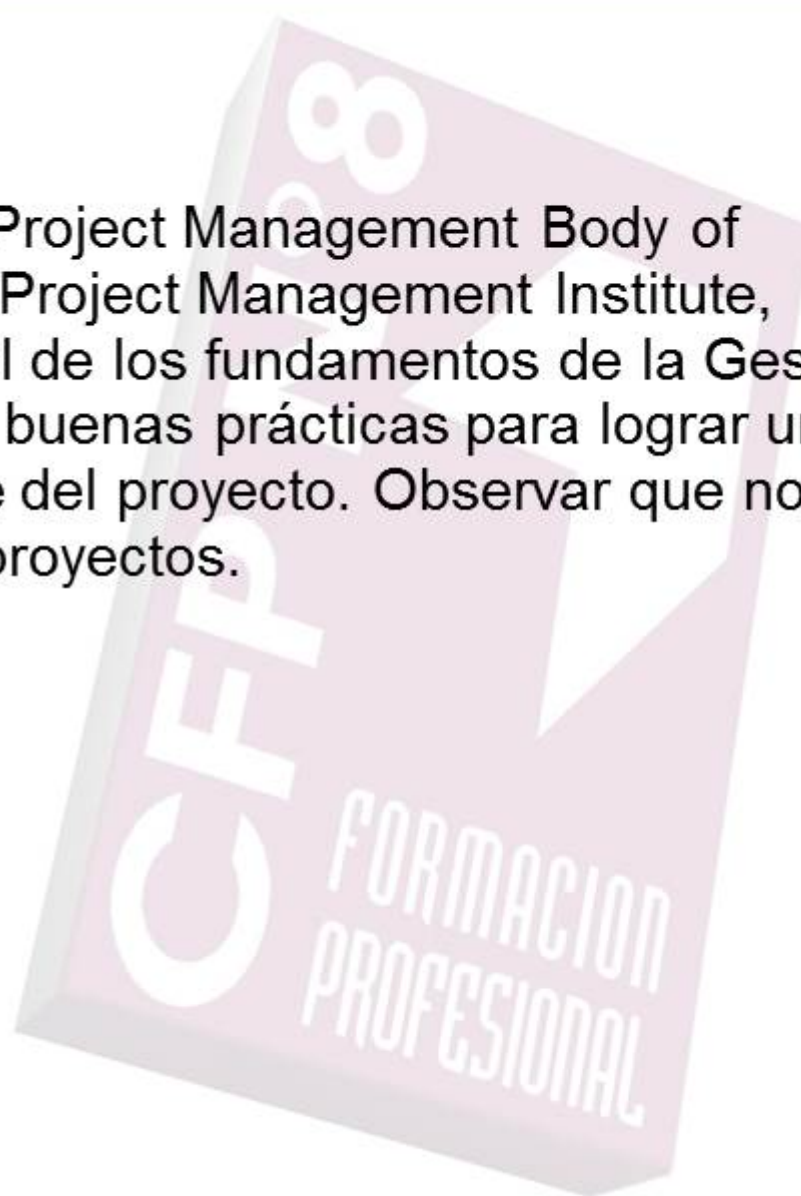 Project Management Body of
Project Management Institute,
l de los fundamentos de la Ges
buenas prácticas para lograr u
e del proyecto. Observar que no
proyectos.
CFP Nº8
FORMACION
PROFESIONAL